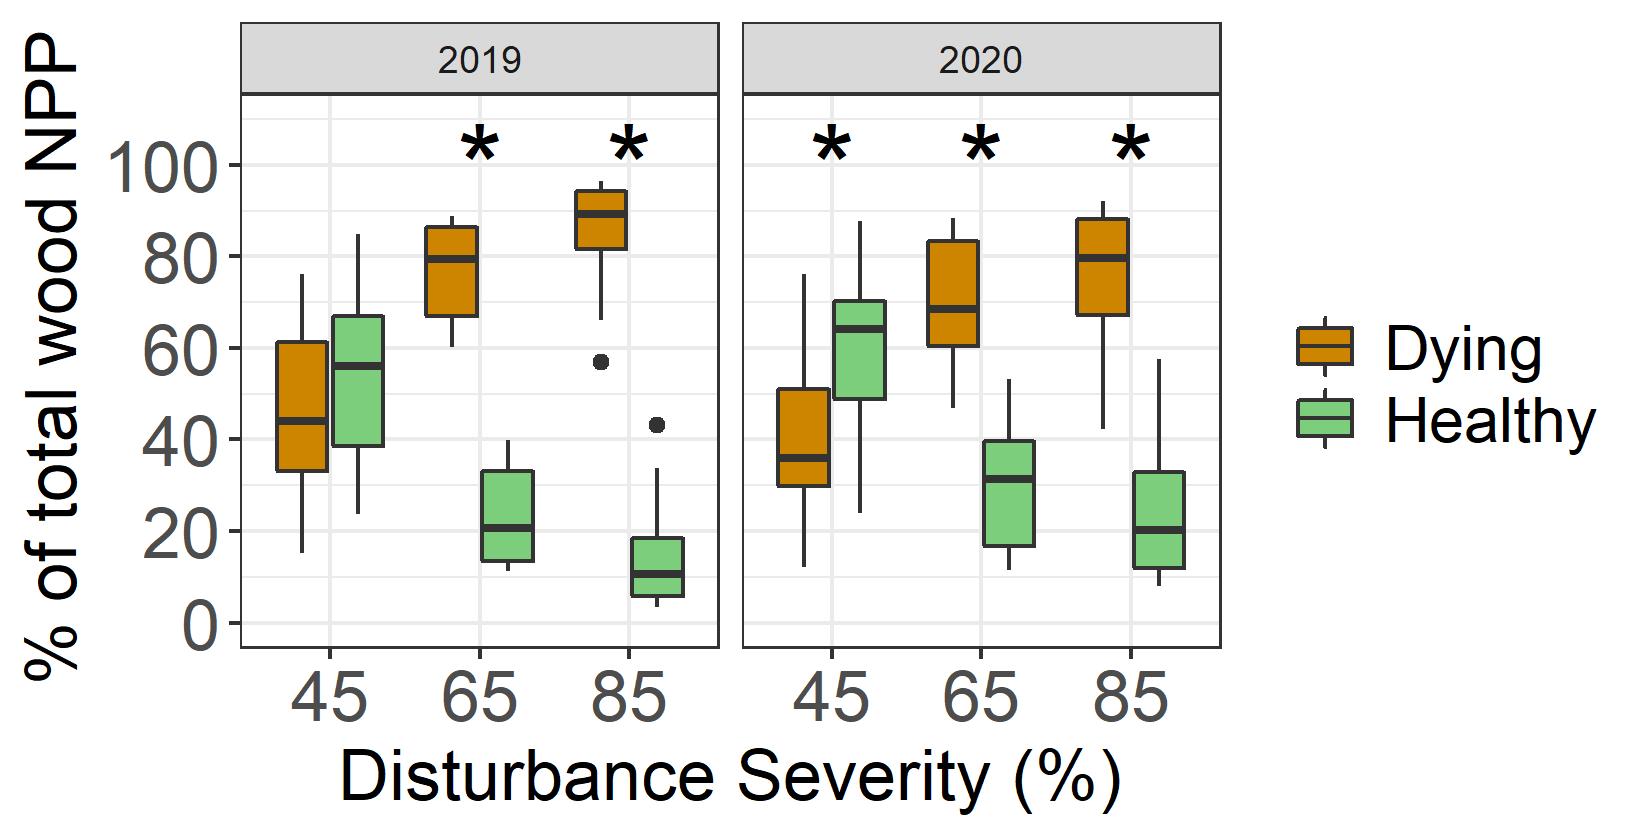 2019
2020
% of total wood NPP
* *
* * *
100
80
60
40
20
0
45 65 85
45 65 85
Disturbance Severity (%)
Dying
Healthy